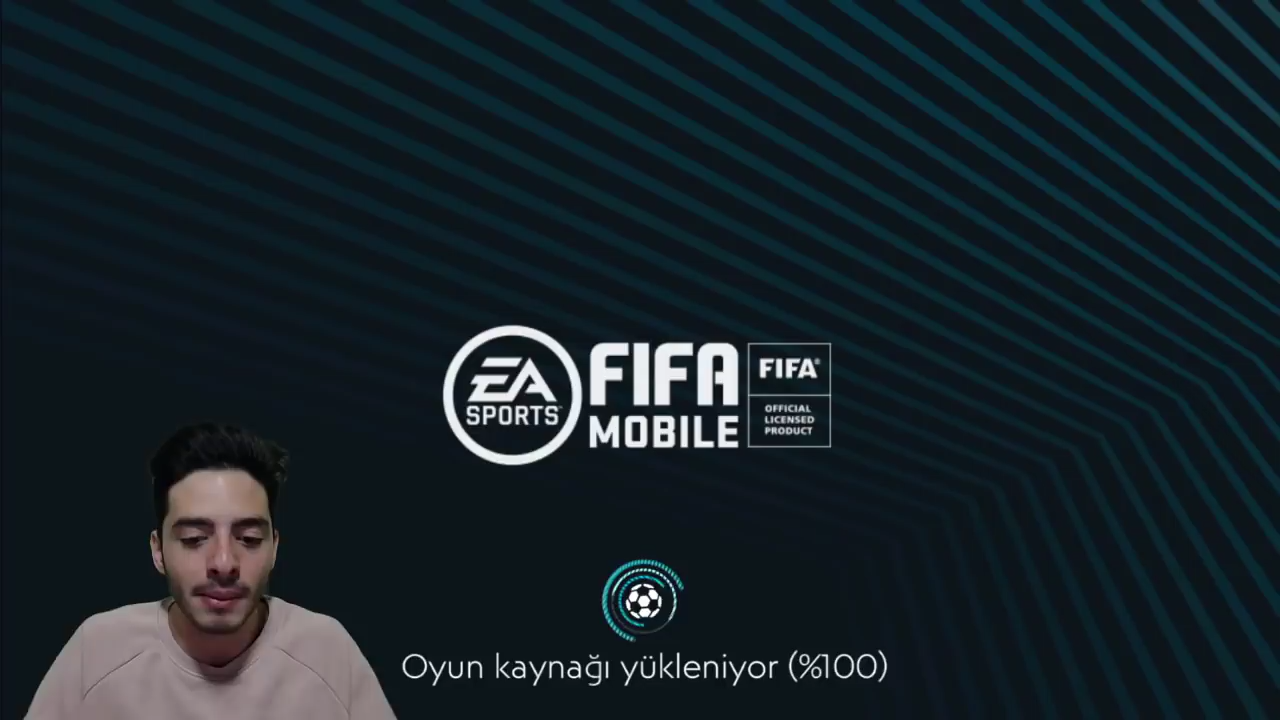 EA
SPORTS
FIFA
MOBILE
FIFA®
OFFICIAL
LICENSED
PRODUCT
Oyun kaynağı yükleniyor (%100)